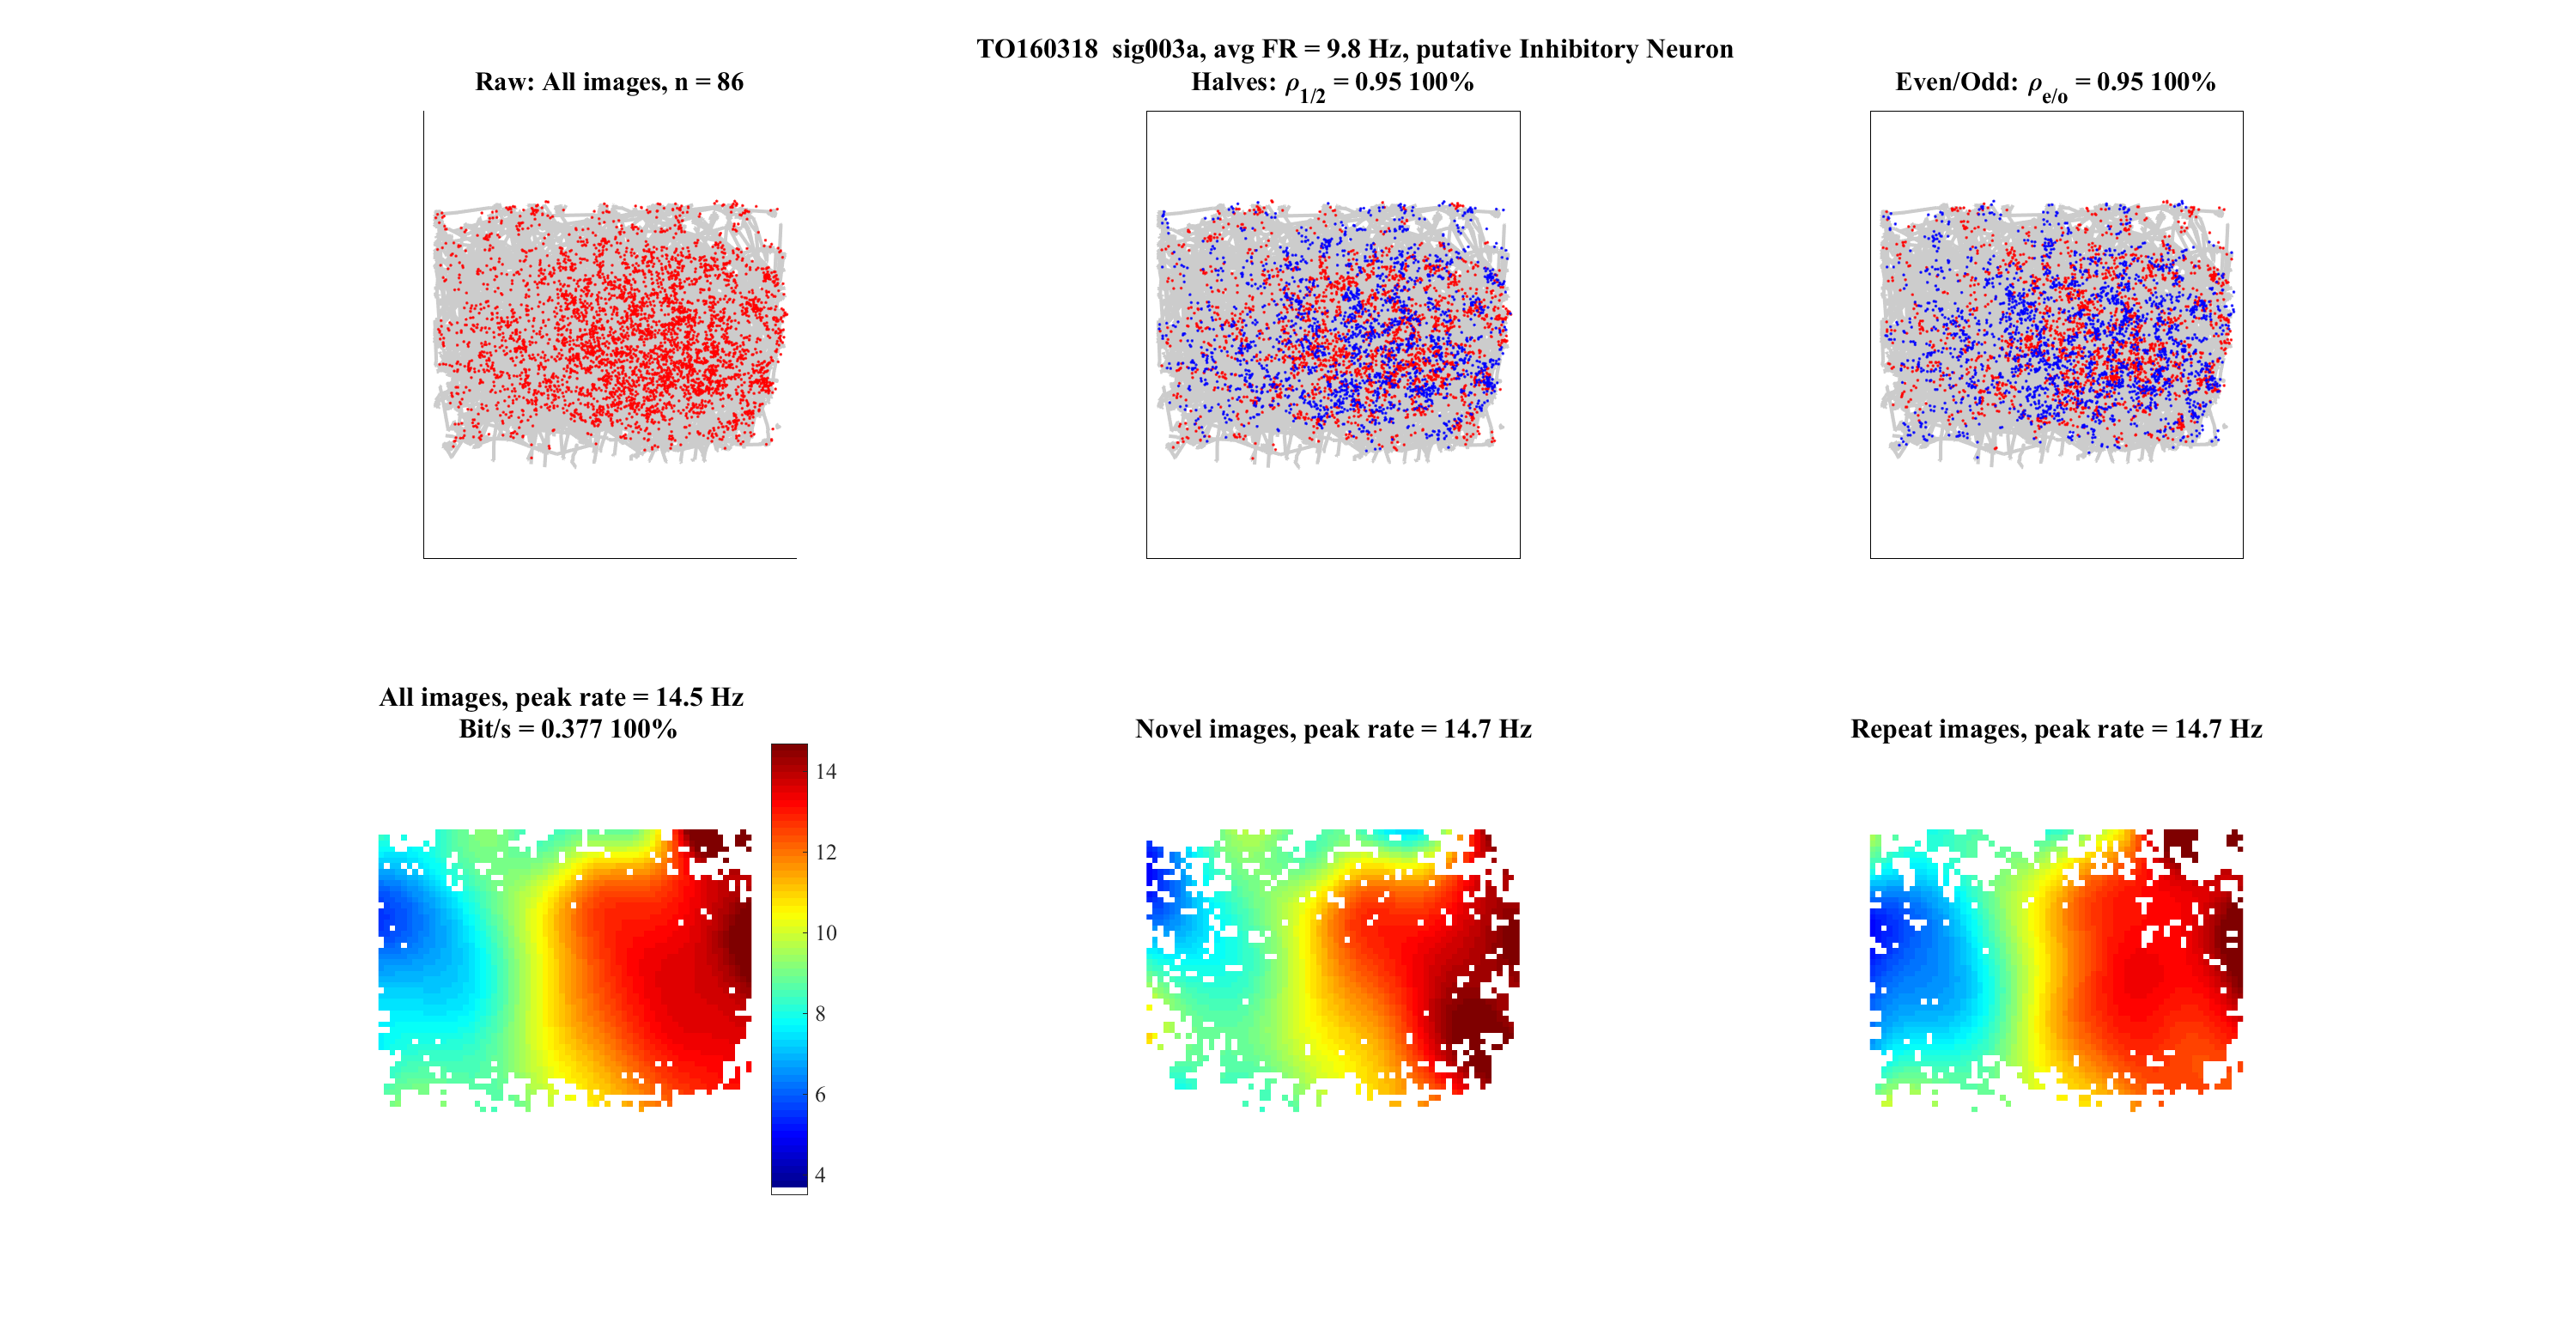 TO160318 sig003a, avg FR = 9.8 Hz, putative Inhibitory Neuron
Raw: All images, n = 86
Halves: ρ1/2 = 0.95 100%
Even/Odd: ρe/o = 0.95 100%
All images, peak rate = 14.5 Hz
Bit/s = 0.377 100%
14
12
10
8
6
4
Novel images, peak rate = 14.7 Hz
Repeat images, peak rate = 14.7 Hz